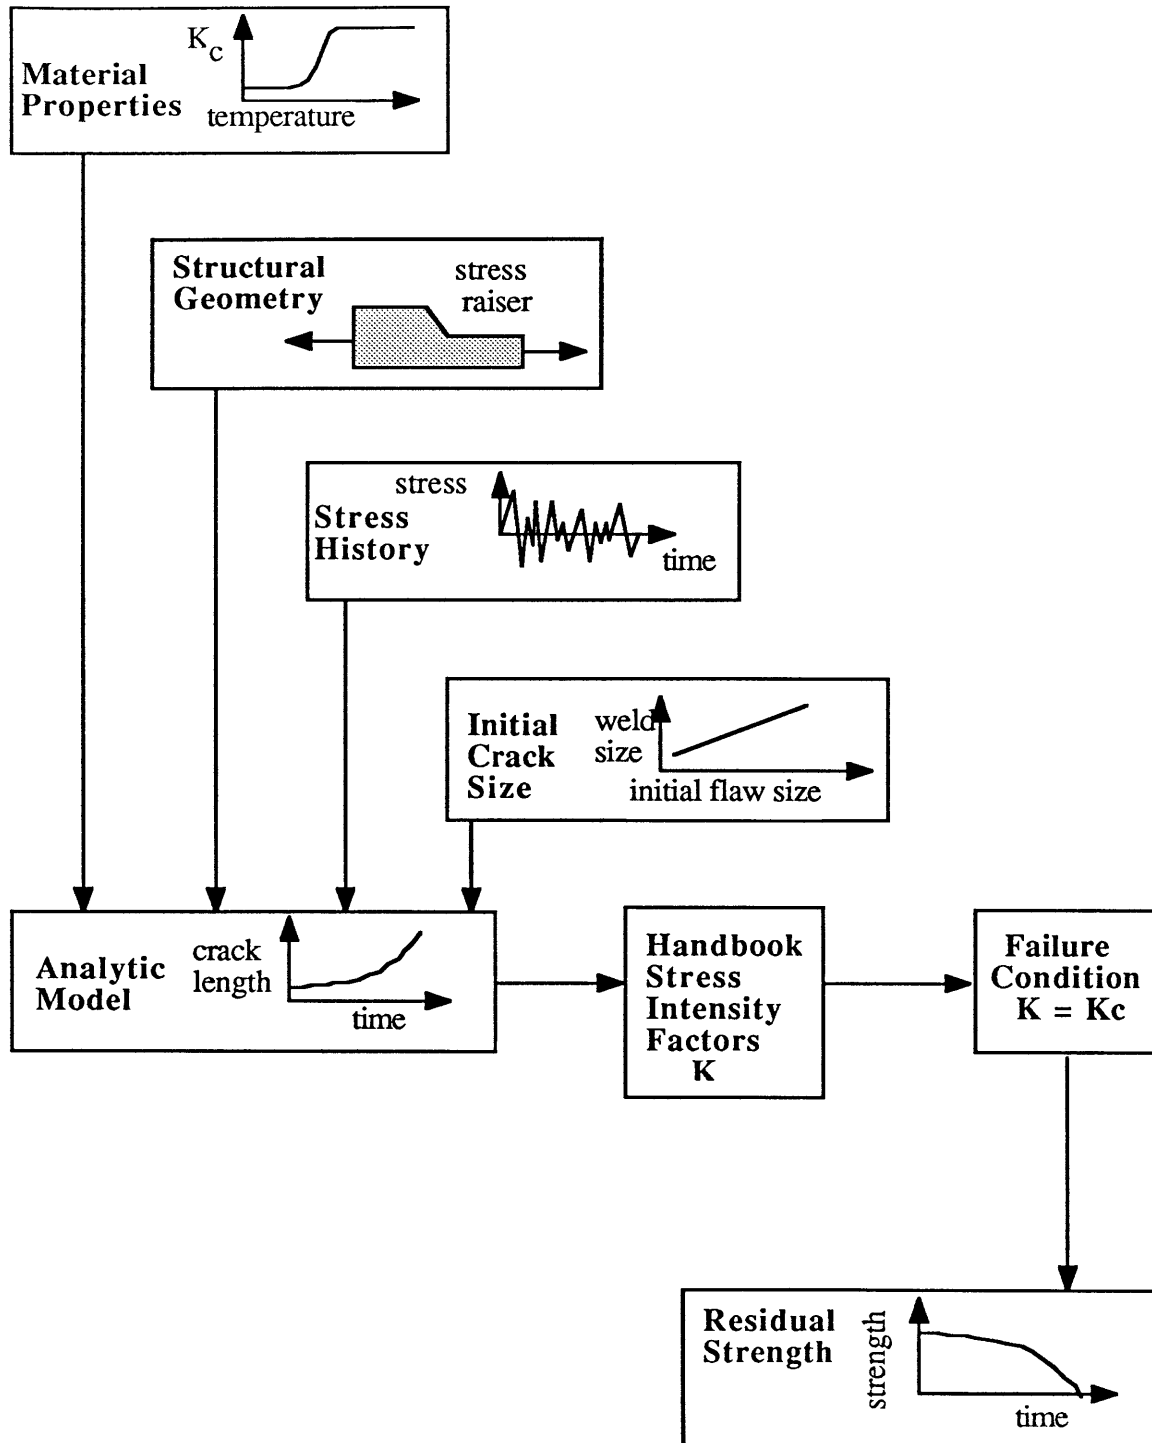 K
c
Material
Properties
temperature
Structural
Geometry
stress
raiser
stress
Stress
History
time
Initial
Crack
Size
weld
size
initial flaw size
Analytic
Model
crack
length
time
Handbook
Stress
Intensity
Factors
K
Failure
Condition
K = Kc
Residual
Strength
strength
time